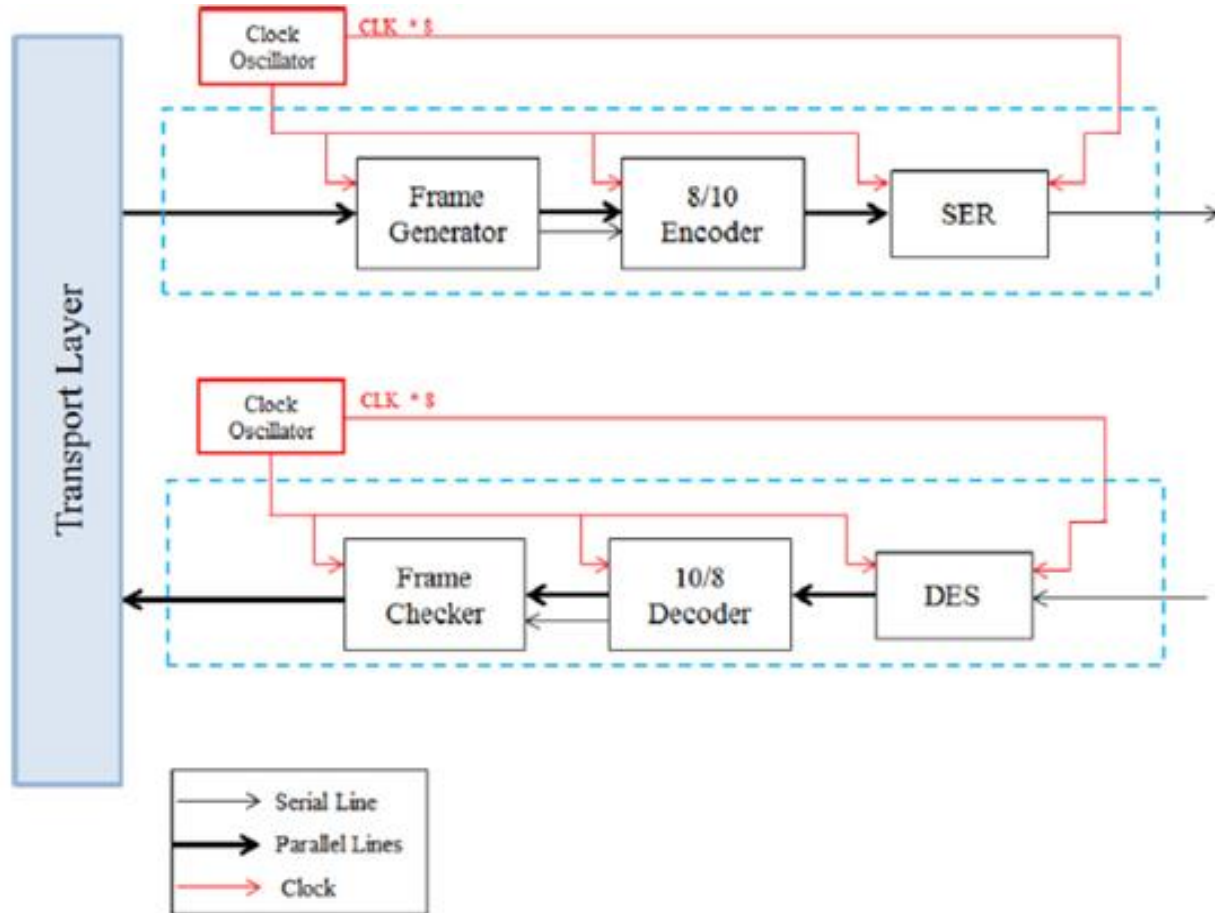 Clock
Oscillator
CLK * 8
Frame
Generator
8/10
Encoder
SER
Transport Layer
Clock
Oscillator
CLK * 8
Frame
Checker
10/8
Decoder
DES
Serial Line
Parallel Lines
Clock